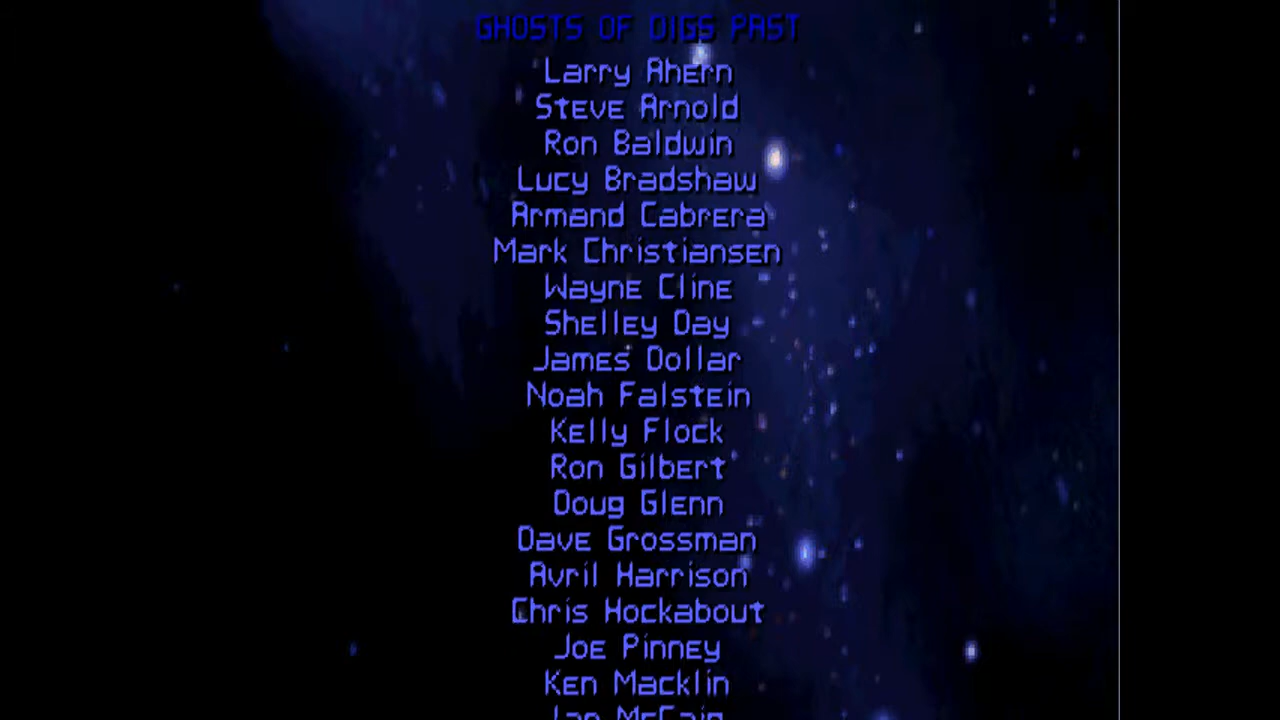 GHOSTS OF DIGS PAST
Larry Ahern
Steve Arnold
Ron Baldwin
Lucy Bradshaw
Armand Cabrera
Mark Christiansen
Wayne Cline
Shelley Day
James Dollar
Noah Falstein
Kelly Flock
Ron Gilbert
Doug Glenn
Dave Grossman
Avril Harrison
Chris Hockabout
Joe Pinney
Ken Macklin